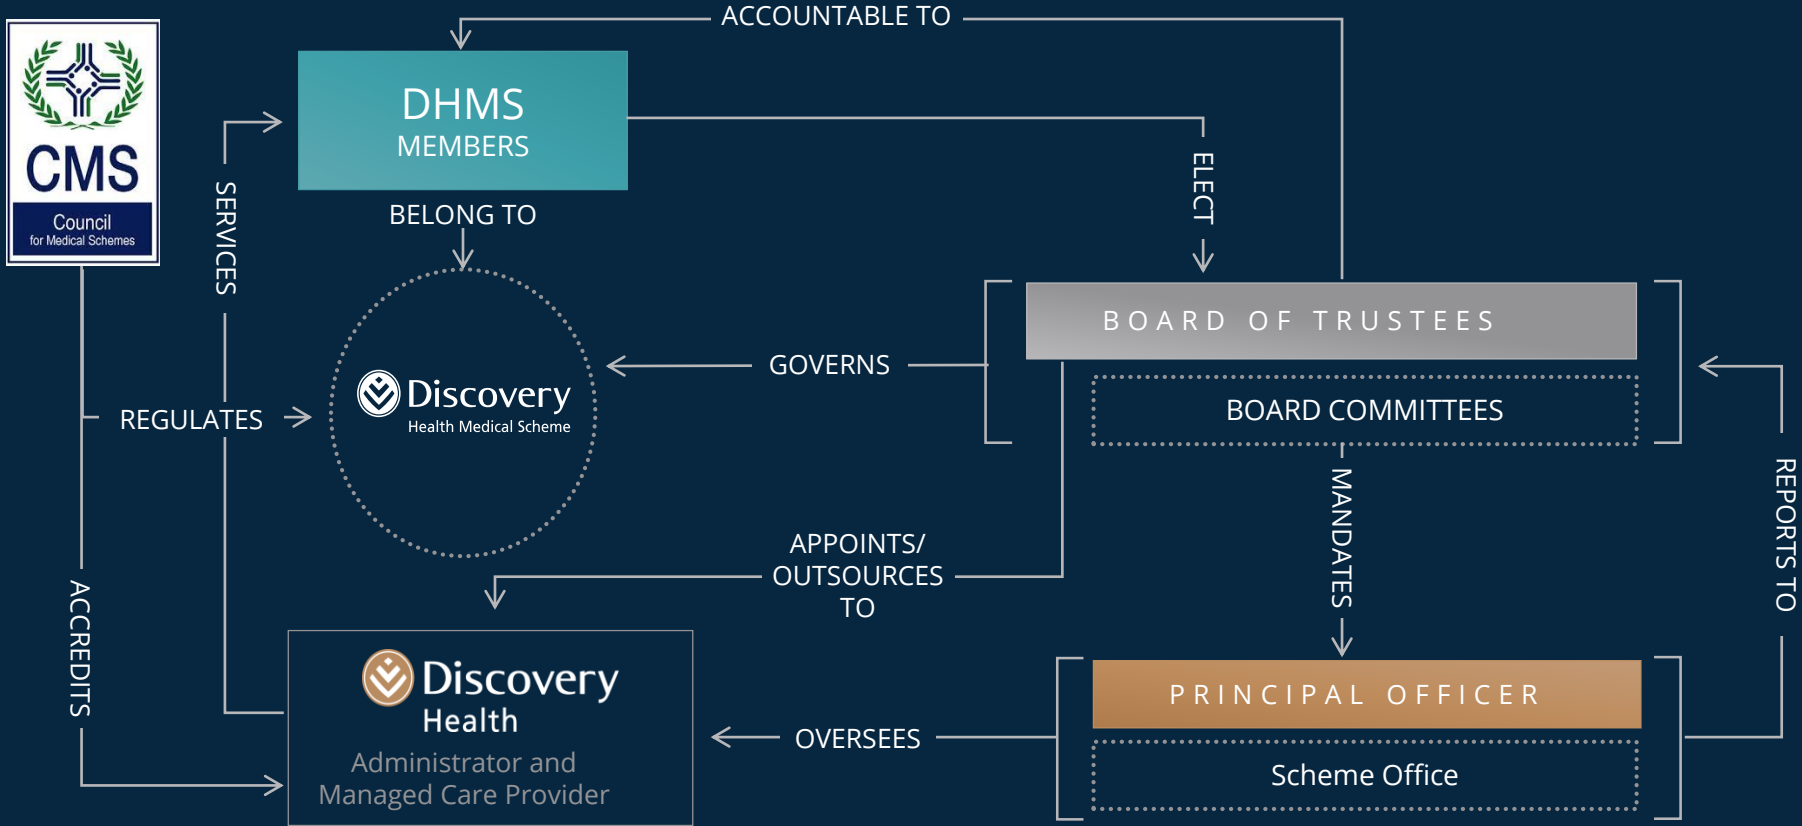 ACCOUNTABLE TO
CMS
Council
for Medical Schemes
DHMS
MEMBERS
BELONG TO
SERVICES
ELECT
BOARD OF TRUSTEES
GOVERNS
Discovery
Health Medical Scheme
BOARD COMMITTEES
REGULATES
MANDATES
REPORTS TO
APPOINTS/
OUTSOURCES
TO
ACCREDITS
Discovery
Health
Administrator and
Managed Care Provider
OVERSEES
PRINCIPAL OFFICER
Scheme Office